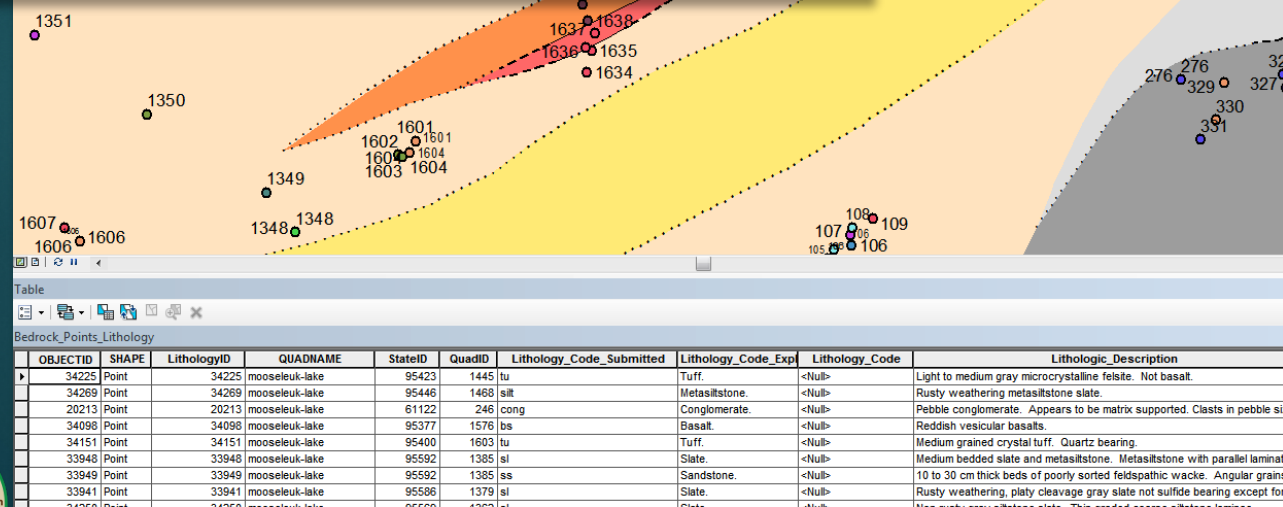 1351
1637 1638
1636 1635
1634
276 276
329 327
330
331
1350
1601
1602 1601
1604
1603 1604
1349
1348 1348
1607
1606 1606
108 109
107 106
105 106
Table
Bedrock_Points_Lithology
OBJECTID SHAPE LithologyID QUADNAME StateID QuadID Lithology_Code_Submitted Lithology_Code_Expl Lithology_Code Lithologic_Description
34225 Point 34225 mooseleuk-lake 95423 1445 tu Tuff. <Null> Light to medium gray microcrystalline felsite. Not basalt.
34269 Point 34269 mooseleuk-lake 95446 1468 silt Metasiltstone. <Null> Rusty weathering metasiltstone slate.
20213 Point 20213 mooseleuk-lake 61122 246 cong Conglomerate. <Null> Pebble conglomerate. Appears to be matrix supported. Clasts in pebble si
34098 Point 34098 mooseleuk-lake 95377 1576 bs Basalt. <Null> Reddish vesicular basalts.
34151 Point 34151 mooseleuk-lake 95400 1603 tu Tuff. <Null> Medium grained crystal tuff. Quartz bearing.
33948 Point 33948 mooseleuk-lake 95592 1385 sl Slate. <Null> Medium bedded slate and metasiltstone. Metasiltstone with parallel laminat
33949 Point 33949 mooseleuk-lake 95592 1385 ss Sandstone. <Null> 10 to 30 cm thick beds of poorly sorted feldspathic wacke. Angular grains
33941 Point 33941 mooseleuk-lake 95586 1379 sl Slate. <Null> Rusty weathering, platy cleavage gray slate not sulfide bearing except for